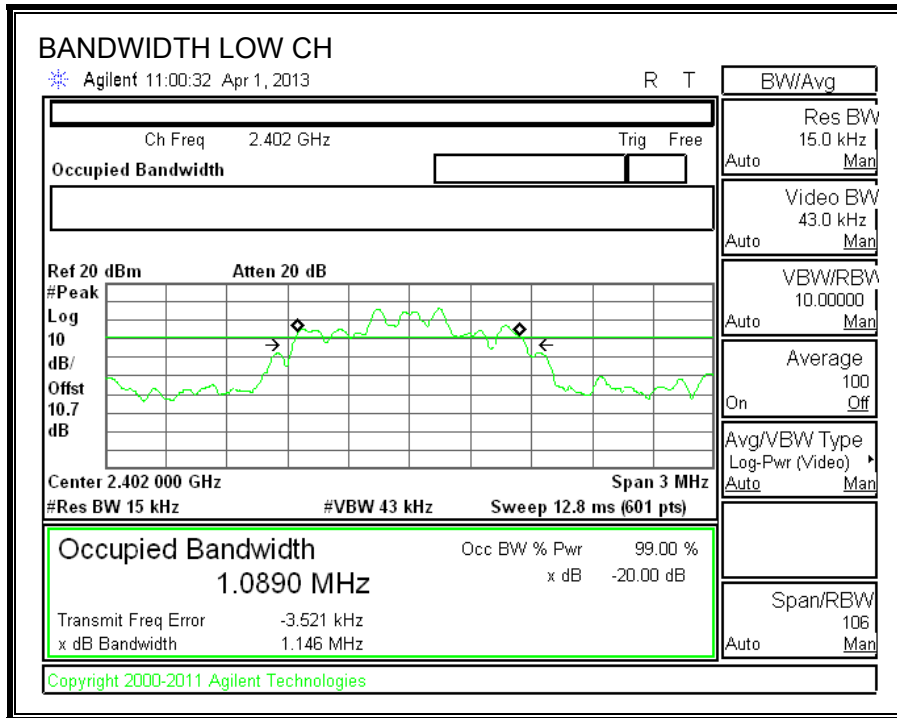 BANDWIDTH LOW CH
Agilent 11:00:32 Apr 1, 2013 R T
BW/Avg
Ch Freq 2.402 GHz Trig Free
Occupied Bandwidth
Res BW
15.0 kHz
Auto Man
Video BW
43.0 kHz
Auto Man
Ref 20 dBm Atten 20 dB
#Peak
Log
10
dB/
Offst
10.7
dB
VBW/RBW
10.00000
Auto Man
Average
100
On Off
Avg/VBW Type
Log-Pwr (Video)
Auto Man
Center 2.402 000 GHz Span 3 MHz
#Res BW 15 kHz #VBW 43 kHz Sweep 12.8 ms (601 pts)
Occupied Bandwidth Occ BW % Pwr 99.00 %
1.0890 MHz x dB -20.00 dB
Transmit Freq Error -3.521 kHz
x dB Bandwidth 1.146 MHz
Span/RBW
106
Auto Man
Copyright 2000-2011 Agilent Technologies